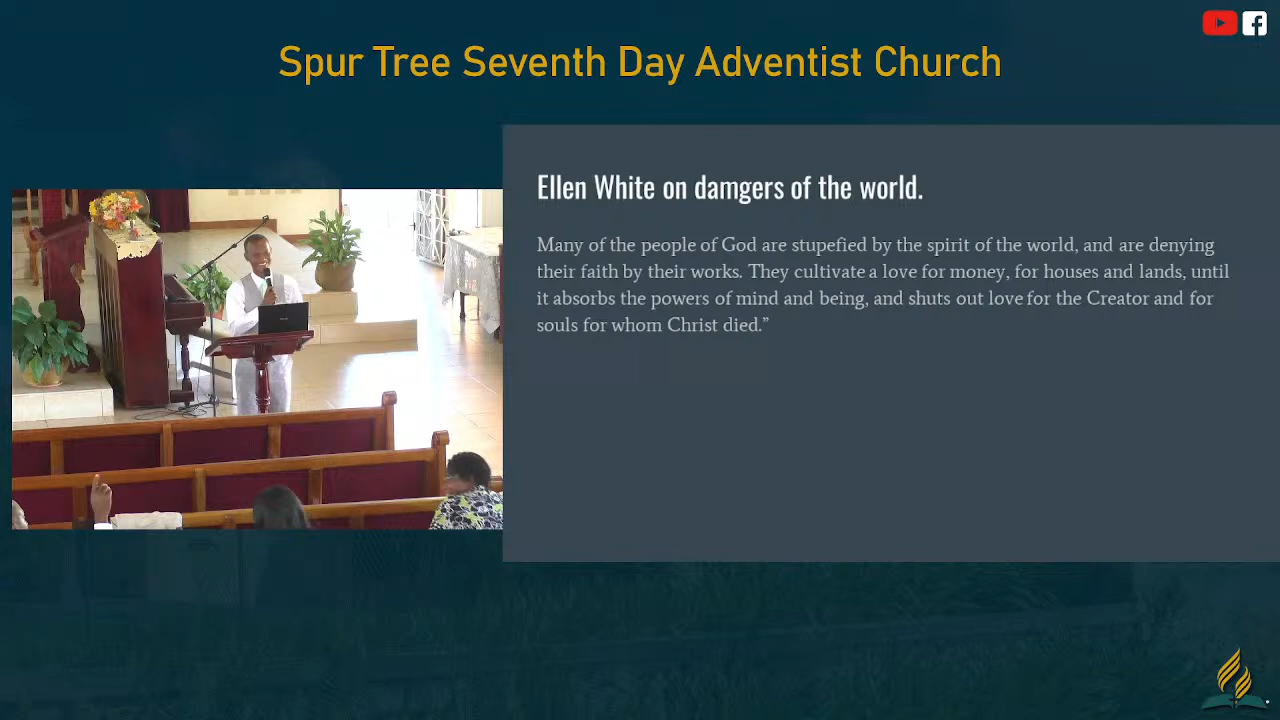 Spur Tree Seventh Day Adventist Church
Ellen White on damgers of the world.
Many of the people of God are stupefied by the spirit of the world, and are denying
their faith by their works. They cultivate a love for money, for houses and lands, until
it absorbs the powers of mind and being, and shuts out love for the Creator and for
souls for whom Christ died.”